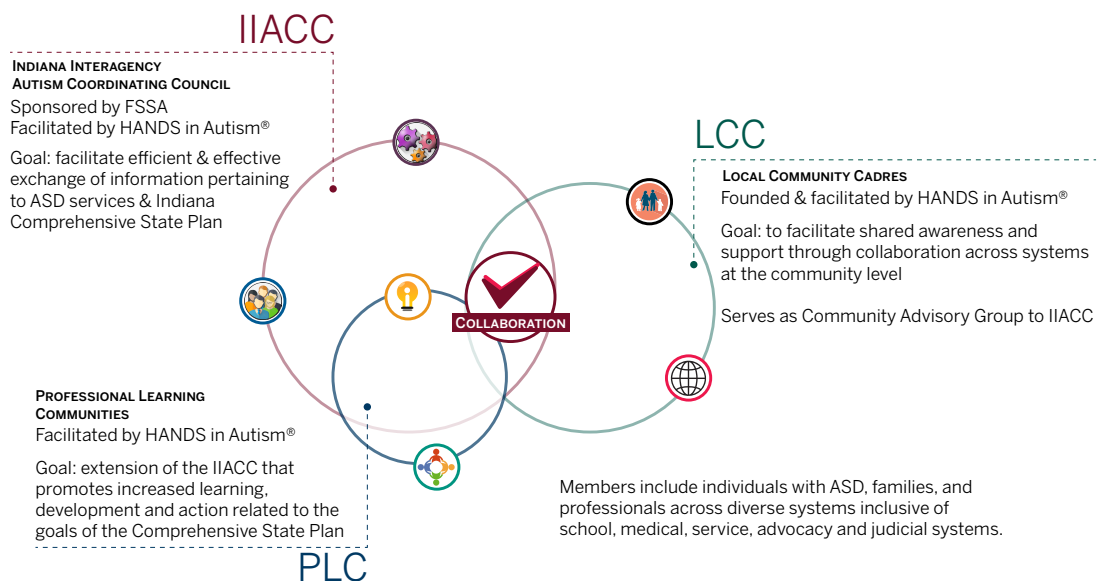 IIACC
Indiana Interagency
Autism Coordinating Council
Sponsored by FSSA
Facilitated by HANDS in Autism®
Goal: facilitate efficient & effective
exchange of information pertaining
to ASD services & Indiana
Comprehensive State Plan
LCC
Local Community Cadres
Founded & facilitated by HANDS in Autism®
Goal: to facilitate shared awareness and
support through collaboration across systems
at the community level
Serves as Community Advisory Group to IIACC
Collaboration
Professional Learning
Communities
Facilitated by HANDS in Autism®
Goal: extension of the IIACC that
promotes increased learning,
development and action related to the
goals of the Comprehensive State Plan
PLC
Members include individuals with ASD, families, and
professionals across diverse systems inclusive of
school, medical, service, advocacy and judicial systems.